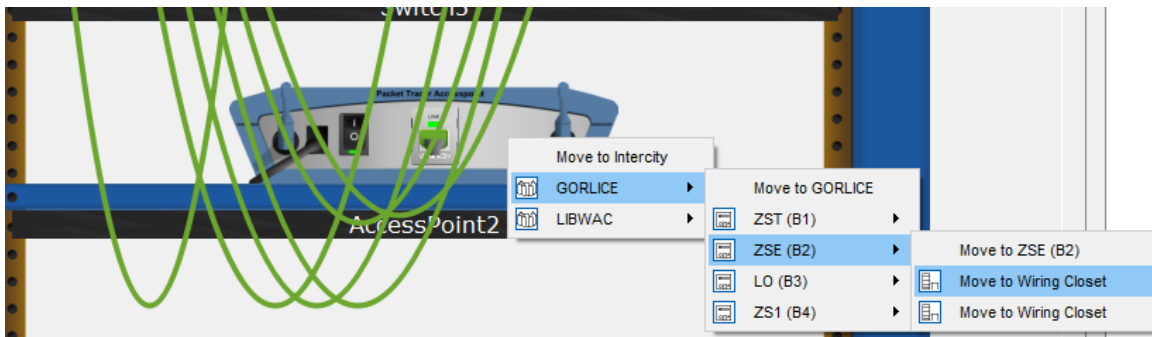 Switch3
Packet Tracer Accesspoint
LINK
AccessPoint2
Move to Intercity
GORLICE
LIBWAC
Move to GORLICE
ZST (B1)
ZSE (B2)
LO (B3)
ZS1 (B4)
Move to ZSE (B2)
Move to Wiring Closet
Move to Wiring Closet